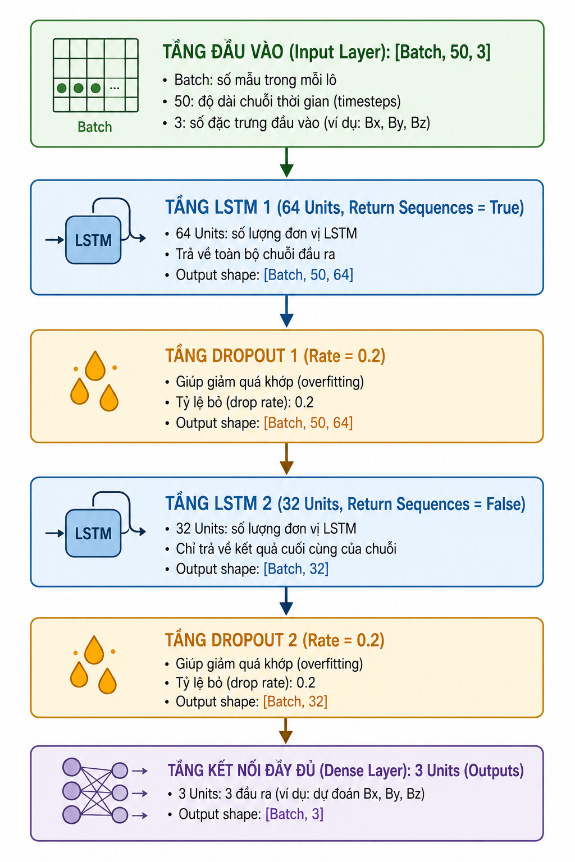 TẦNG ĐẦU VÀO (Input Layer): [Batch, 50, 3]
...
Batch
• Batch: số mẫu trong mỗi lô
• 50: độ dài chuỗi thời gian (timesteps)
• 3: số đặc trưng đầu vào (ví dụ: Bx, By, Bz)
TẦNG LSTM 1 (64 Units, Return Sequences = True)
LSTM
• 64 Units: số lượng đơn vị LSTM
• Trả về toàn bộ chuỗi đầu ra
• Output shape: [Batch, 50, 64]
TẦNG DROPOUT 1 (Rate = 0.2)
• Giúp giảm quá khớp (overfitting)
• Tỷ lệ bỏ (drop rate): 0.2
• Output shape: [Batch, 50, 64]
TẦNG LSTM 2 (32 Units, Return Sequences = False)
LSTM
• 32 Units: số lượng đơn vị LSTM
• Chỉ trả về kết quả cuối cùng của chuỗi
• Output shape: [Batch, 32]
TẦNG DROPOUT 2 (Rate = 0.2)
• Giúp giảm quá khớp (overfitting)
• Tỷ lệ bỏ (drop rate): 0.2
• Output shape: [Batch, 32]
TẦNG KẾT NỐI ĐẦY ĐỦ (Dense Layer): 3 Units (Outputs)
• 3 Units: 3 đầu ra (ví dụ: dự đoán Bx, By, Bz)
• Output shape: [Batch, 3]